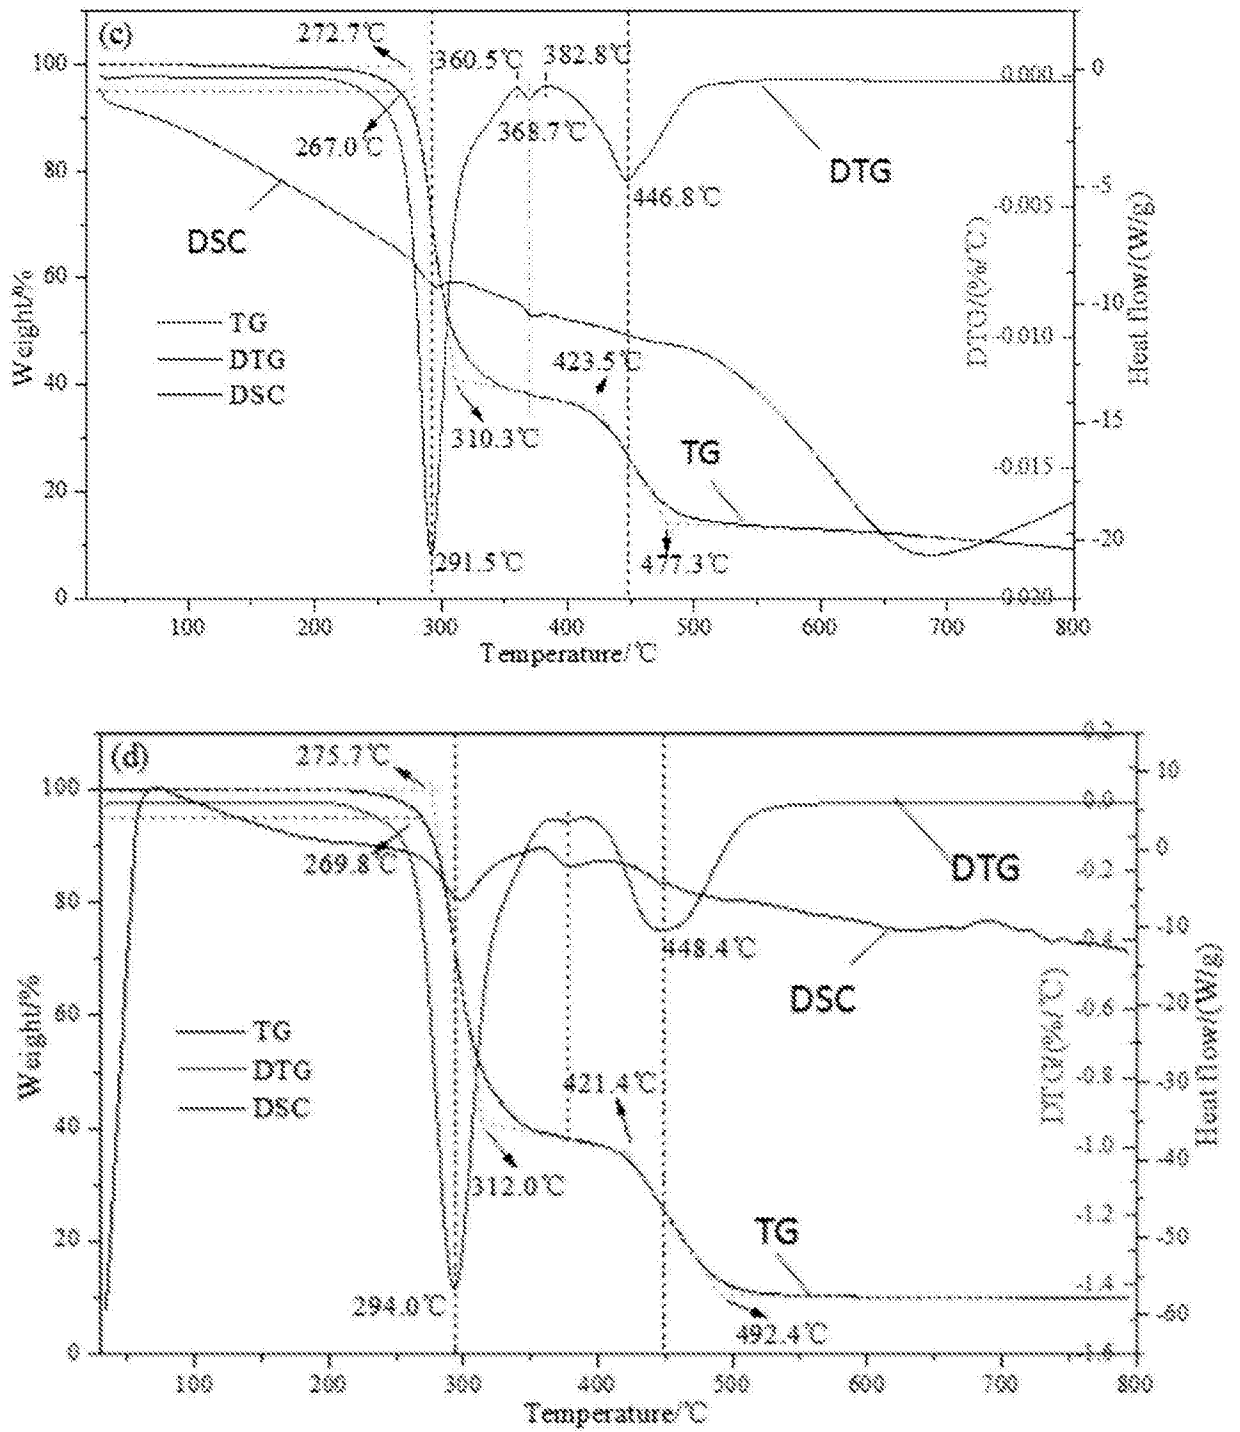 (c)
272.7℃
360.5℃
382.8℃
100
0.000
0
267.0℃
368.7℃
DTG
80
446.8℃
-0.005
-5
DSC
60
-10
TG
DTG
DSC
-0.010
423.5℃
Weight/%
DTG/(%/℃)
Heat flow/(W/g)
40
310.3℃
-15
TG
-0.015
20
291.5℃
477.3℃
-20
0
0.020
100 200 300 400 500 600 700 800
Temperature/℃
(d)
0.2
275.7℃
10
100
0.0
269.8℃
0
DTG
-0.2
80
448.4℃
-0.4
-10
DSC
60
-20
-0.6
TG
DTG
DSC
Weight/%
DTG/(%/℃)
Heat flow/(W/g)
421.4℃
-0.8
-30
40
-1.0
312.0℃
-40
-1.2
TG
20
-50
294.0℃
-1.4
492.4℃
-60
0
-1.6
100 200 300 400 500 600 700 800
Temperature/℃